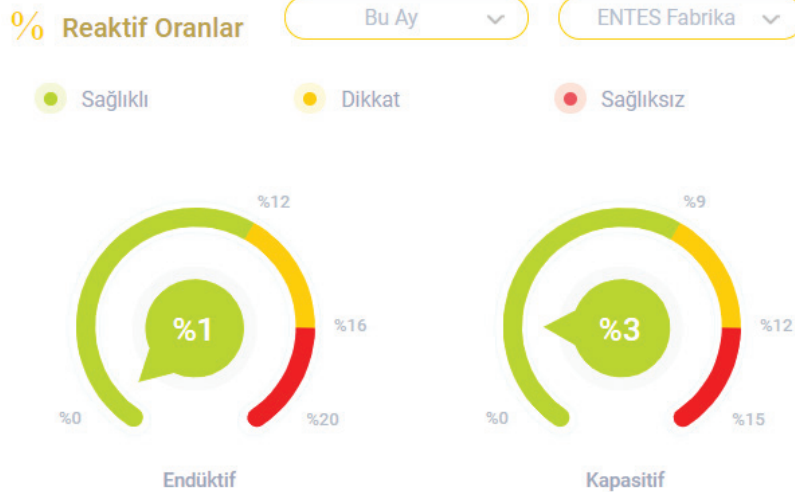 % Reaktif Oranlar Bu Ay ENTES Fabrika
Sağlıklı Dikkat Sağlıksız
%12 %9
%1 %16 %3 %12
%0 %20 %0 %15
Endüktif Kapasitif